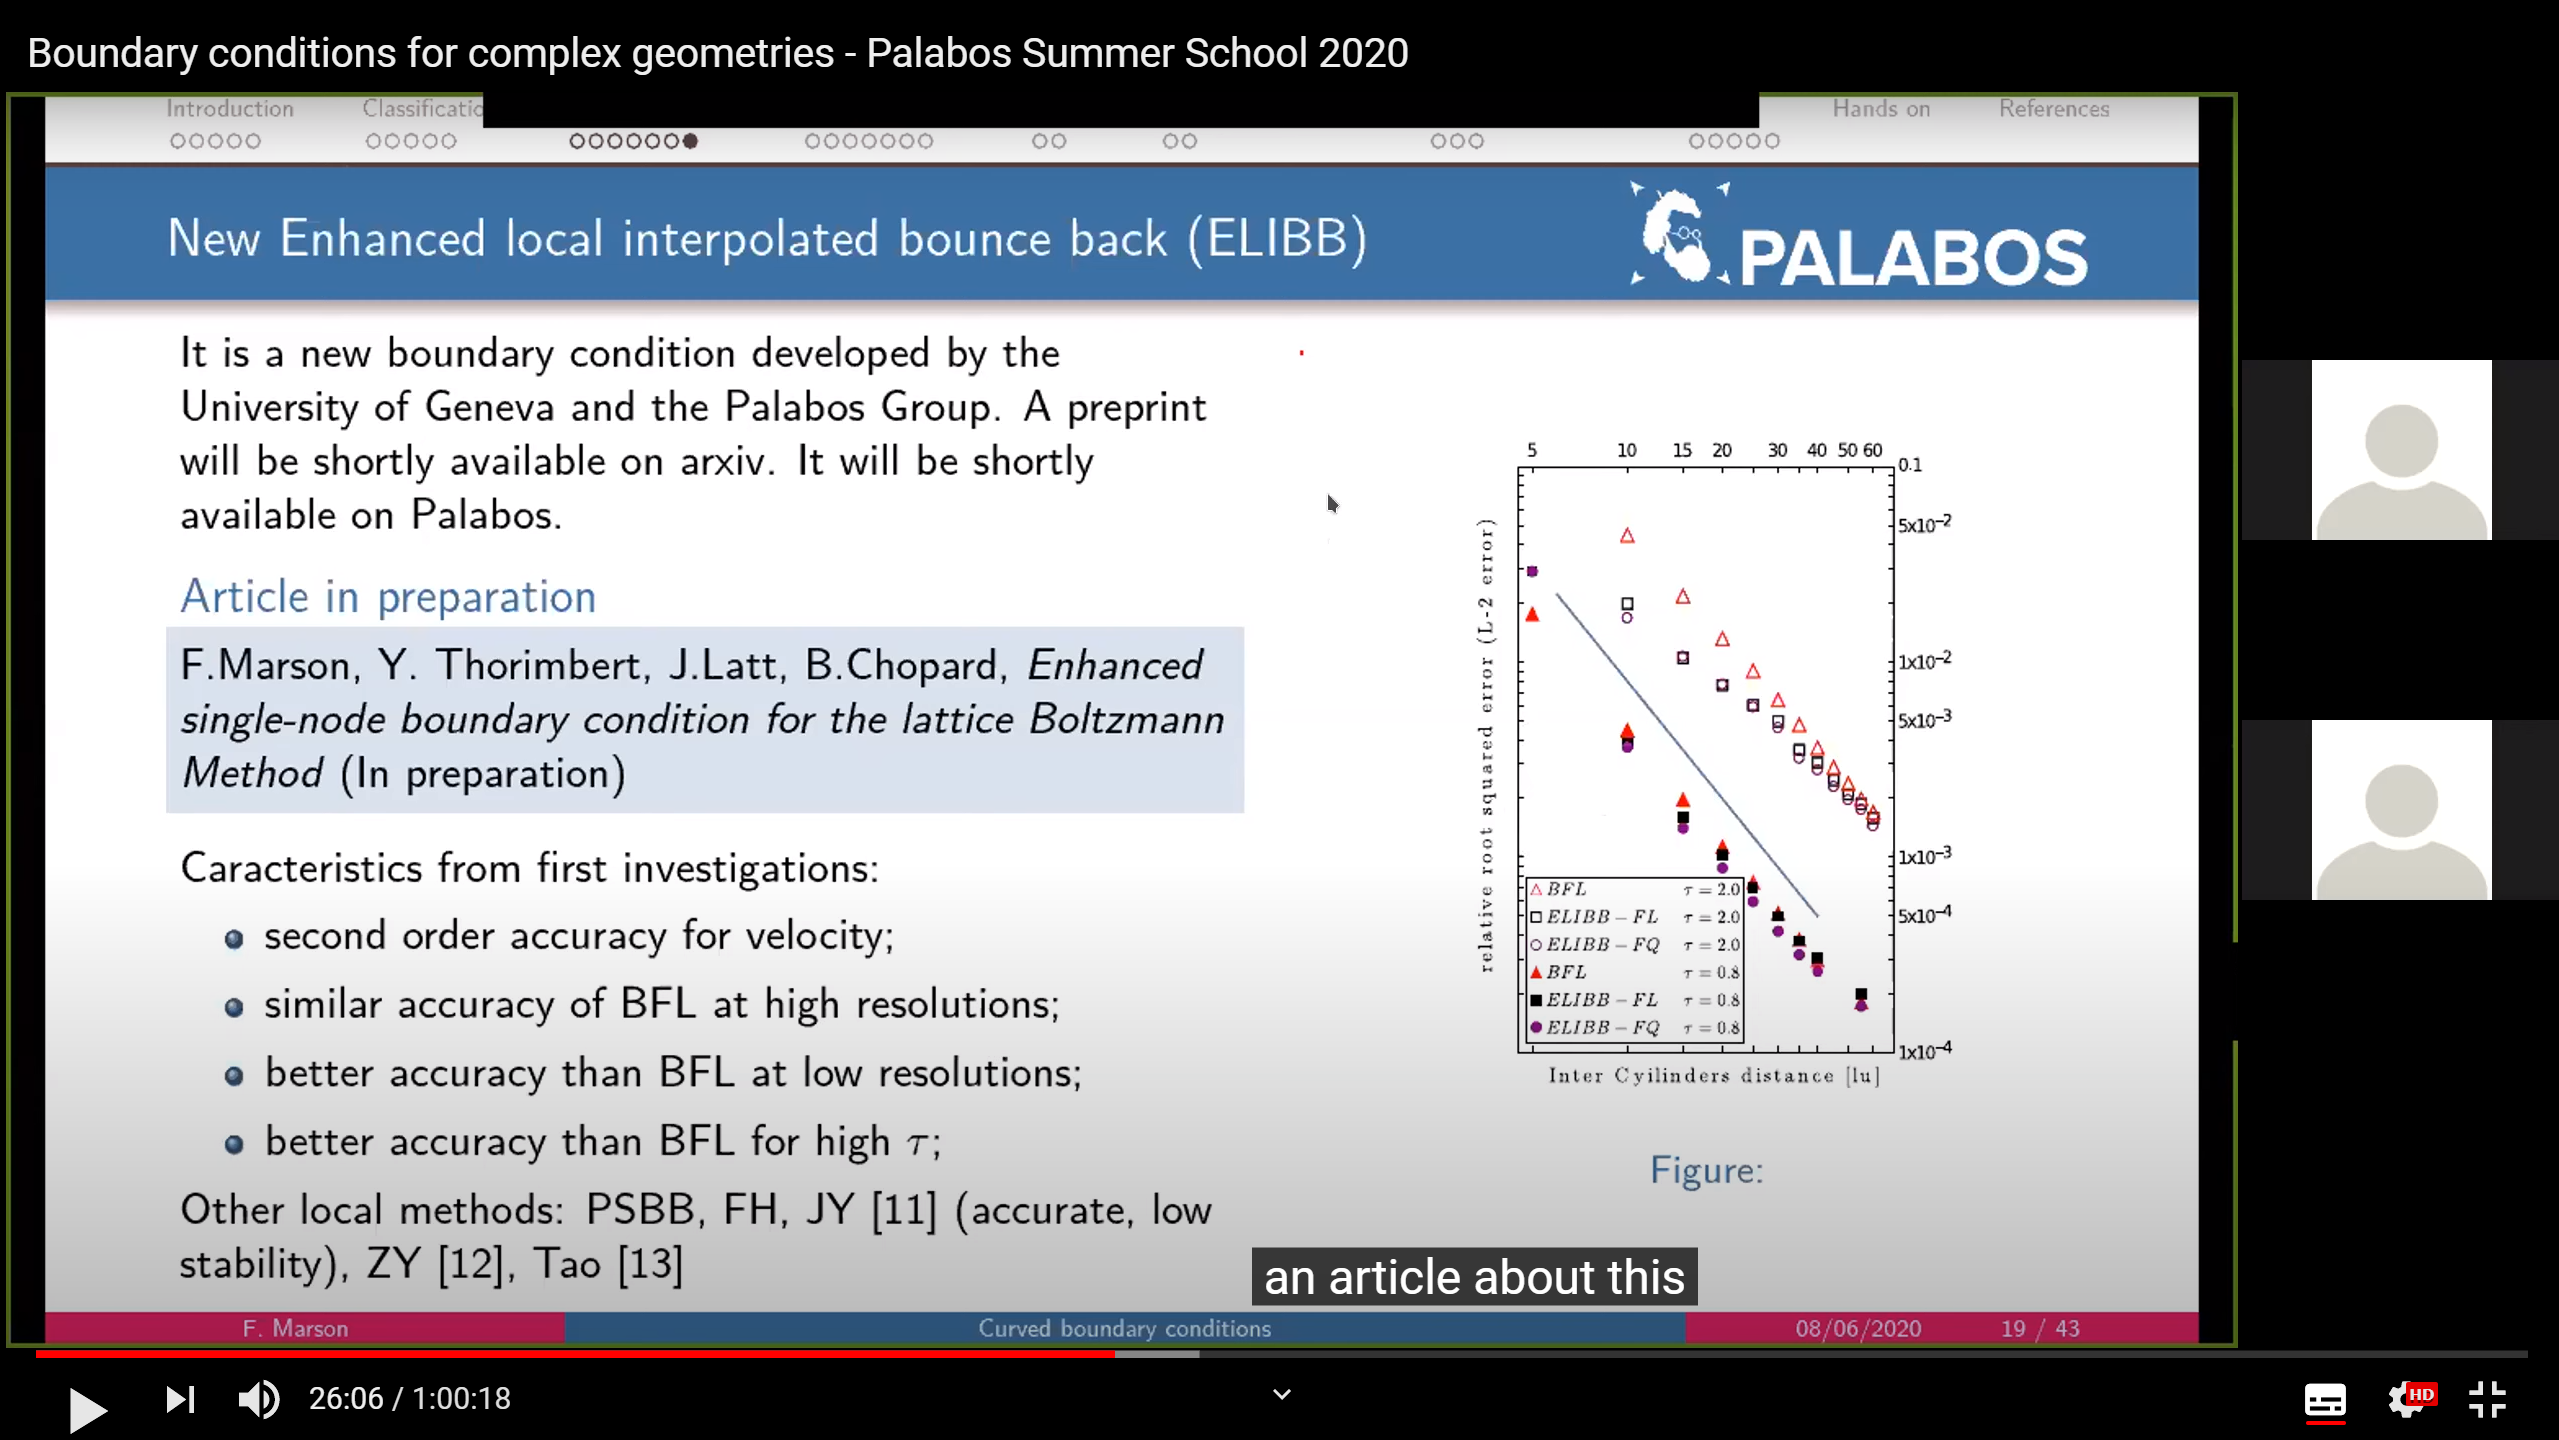 Boundary conditions for complex geometries - Palabos Summer School 2020
Introduction
Hands on
References
New Enhanced local interpolated bounce back (ELIBB)
PALABOS
It is a new boundary condition developed by the
University of Geneva and the Palabos Group. A preprint
will be shortly available on arxiv. It will be shortly
available on Palabos.
Article in preparation
F.Marson, Y. Thorimbert, J.Latt, B.Chopard, Enhanced
single-node boundary condition for the lattice Boltzmann
Method (In preparation)
Caracteristics from first investigations:
second order accuracy for velocity;
similar accuracy of BFL at high resolutions;
better accuracy than BFL at low resolutions;
better accuracy than BFL for high τ;
Other local methods: PSBB, FH, JY [11] (accurate, low
stability), ZY [12], Tao [13]
5 10 15 20 30 40 50 60
0.1
5x10⁻²
1x10⁻²
5x10⁻³
1x10⁻³
5x10⁻⁴
1x10⁻⁴
relative root squared error (L-2 error)
BFL τ = 2.0
ELIBB – FL τ = 2.0
ELIBB – FQ τ = 2.0
BFL τ = 0.8
ELIBB – FL τ = 0.8
ELIBB – FQ τ = 0.8
Inter Cyilinders distance [lu]
Figure:
an article about this
F. Marson
Curved boundary conditions
08/06/2020
19 / 43
26:06 / 1:00:18
HD